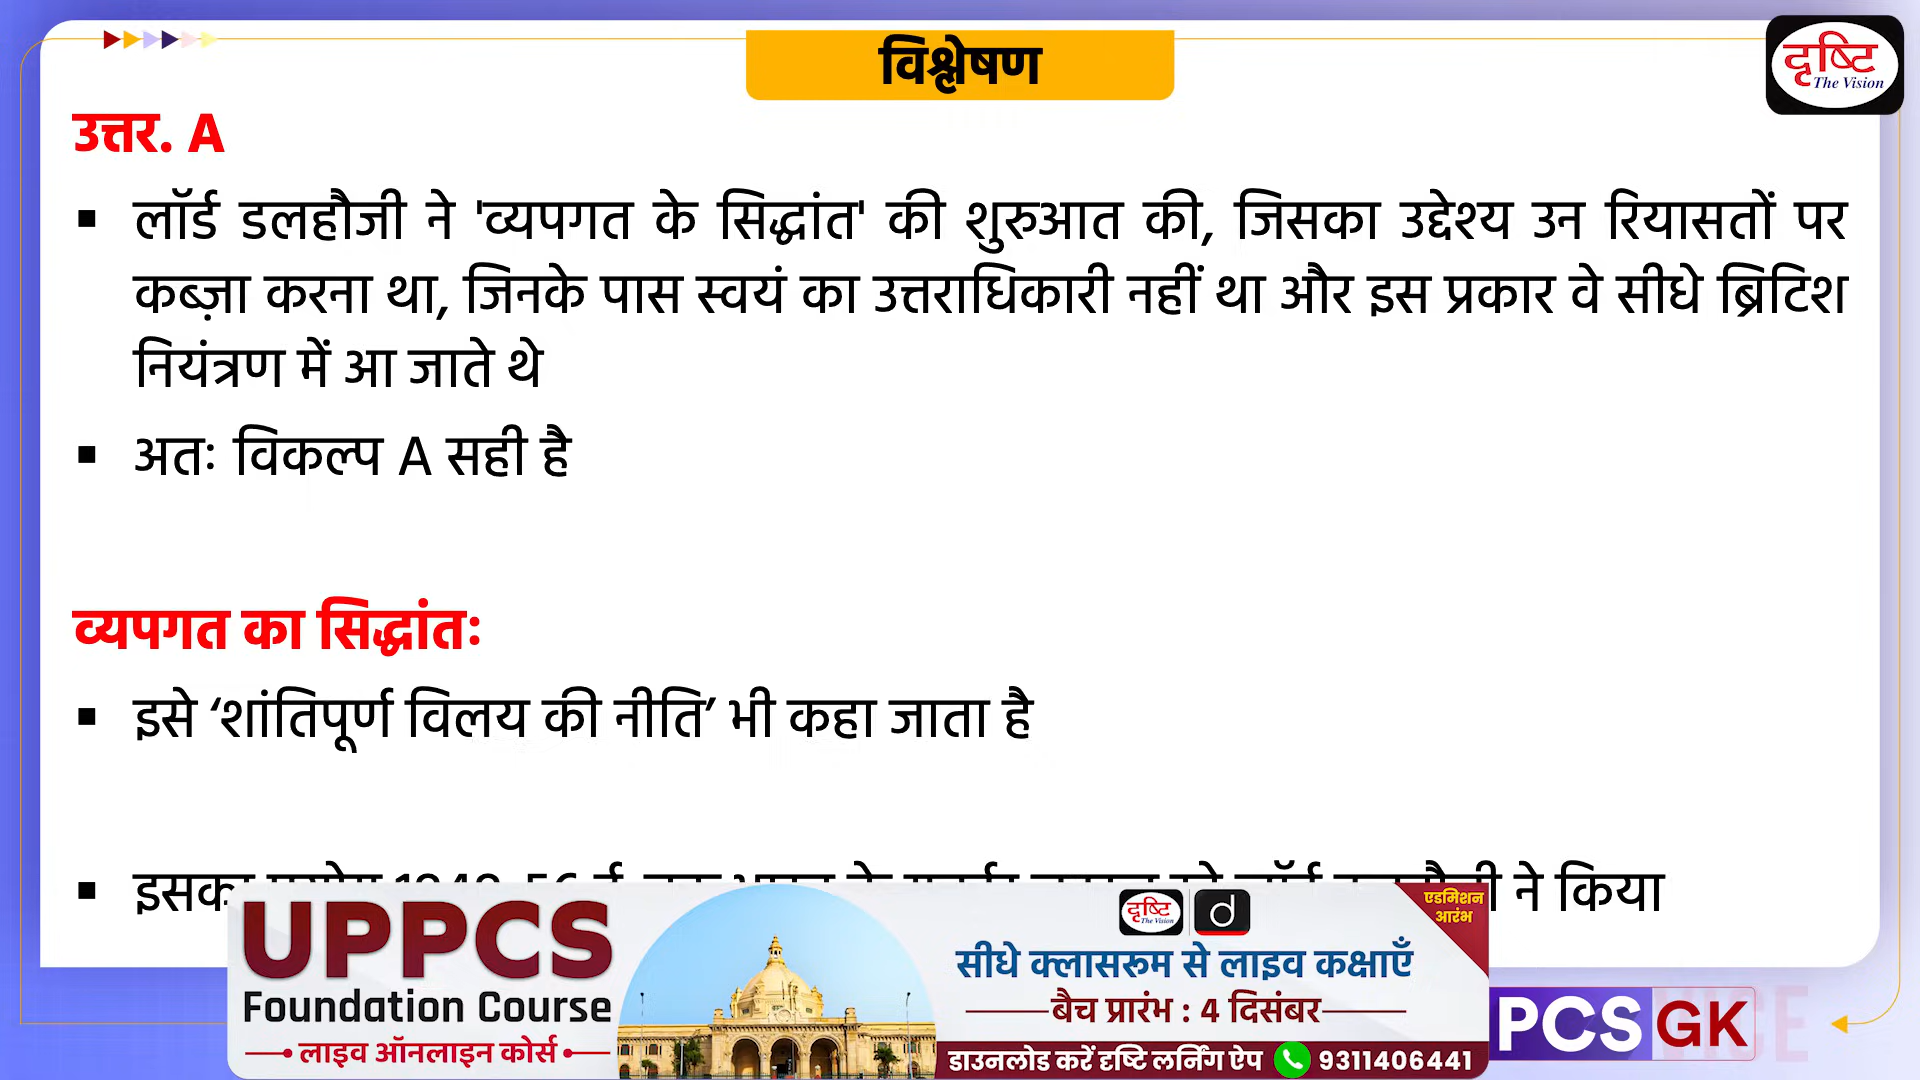 विश्लेषण
दृष्टि
The Vision
उत्तर. A
▪ लॉर्ड डलहौजी ने 'व्यपगत के सिद्धांत' की शुरुआत की, जिसका उद्देश्य उन रियासतों पर
कब्ज़ा करना था, जिनके पास स्वयं का उत्तराधिकारी नहीं था और इस प्रकार वे सीधे ब्रिटिश
नियंत्रण में आ जाते थे
▪ अतः विकल्प A सही है
व्यपगत का सिद्धांतः
▪ इसे ‘शांतिपूर्ण विलय की नीति’ भी कहा जाता है
▪ ने किया
UPPCS
Foundation Course
लाइव ऑनलाइन कोर्स
दृष्टि
The Vision
d
एडमिशन
आरंभ
सीधे क्लासरूम से लाइव कक्षाएँ
बैच प्रारंभ : 4 दिसंबर
डाउनलोड करें दृष्टि लर्निंग ऐप 9311406441
PCS GK